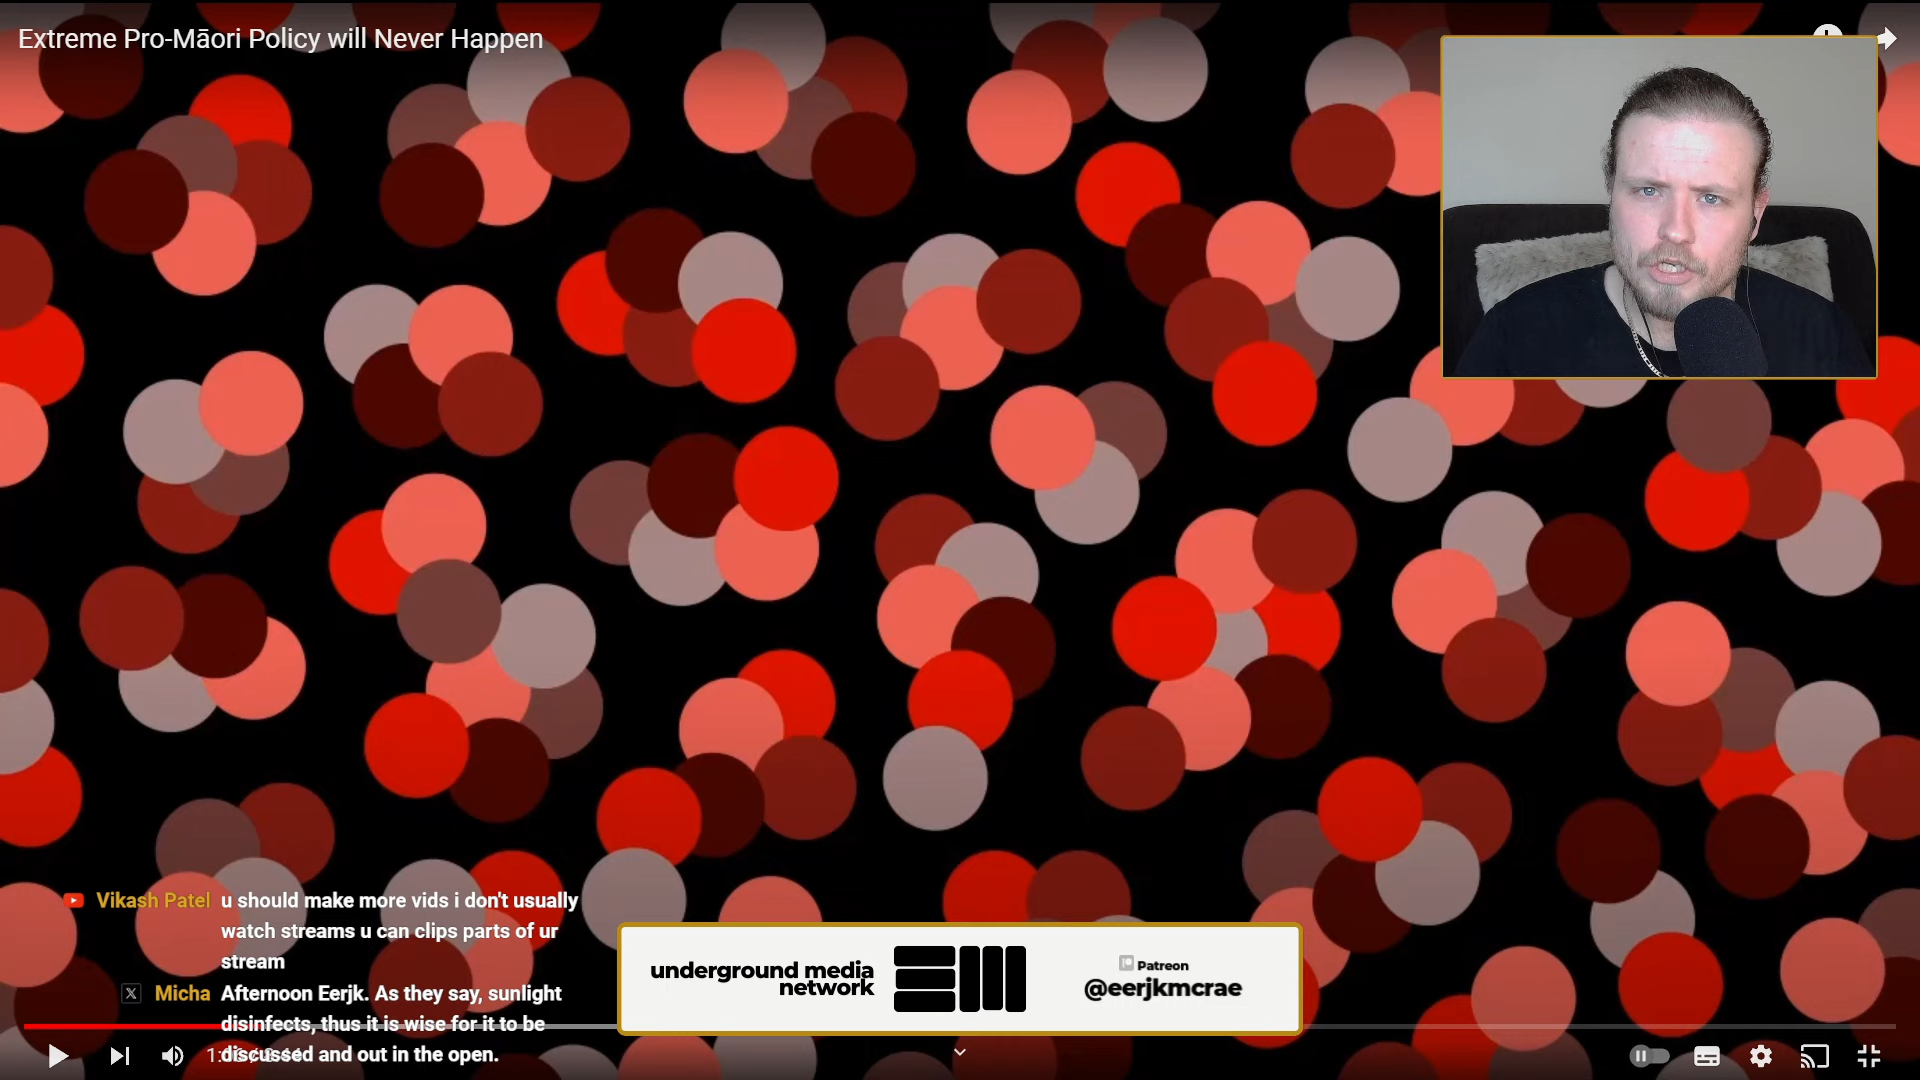 Extreme Pro-Māori Policy will Never Happen
Vikash Patel u should make more vids i don't usually
watch streams u can clips parts of ur
stream
Micha Afternoon Eerjk. As they say, sunlight
disinfects, thus it is wise for it to be
discussed and out in the open.
underground media
network
Patreon
@eerjkmcrae